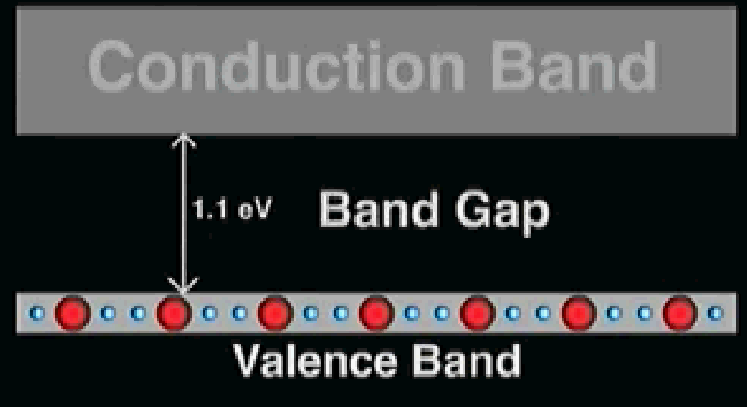 Conduction Band
1.1 eV
Band Gap
Valence Band